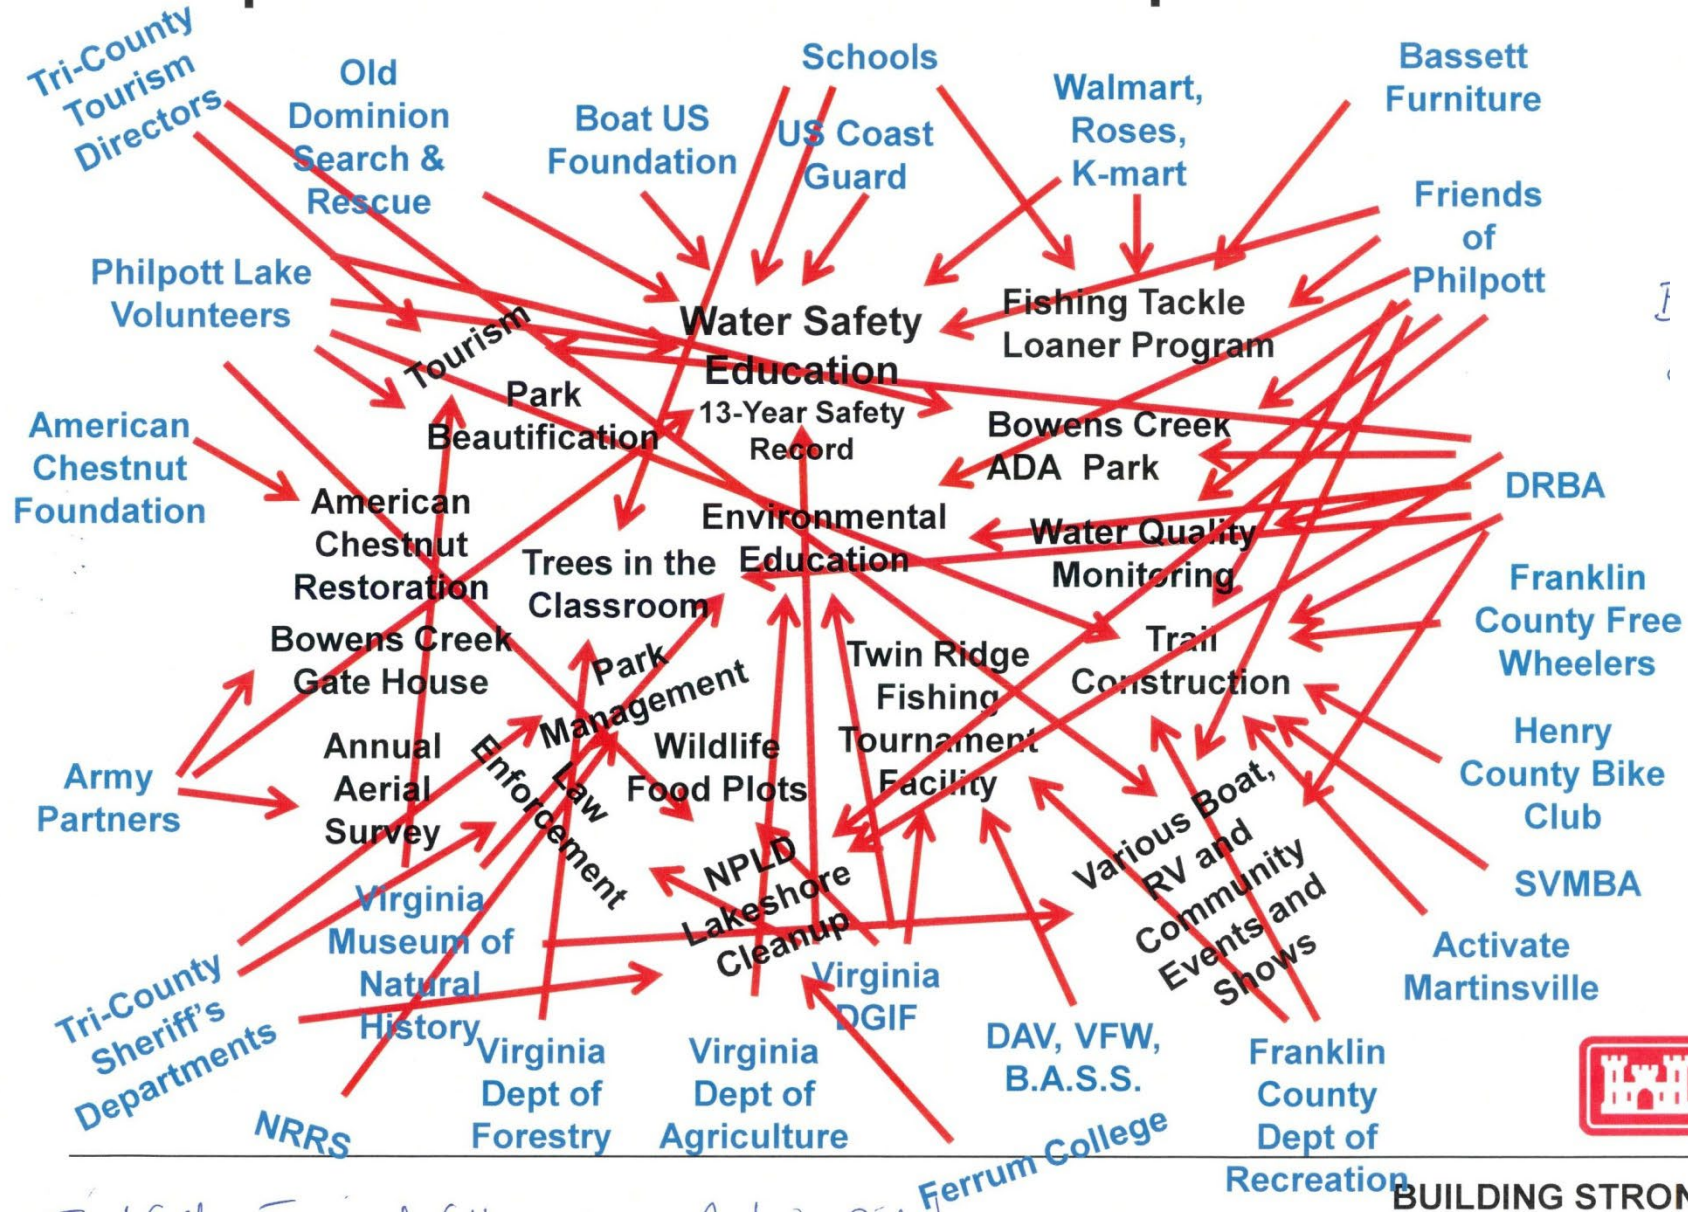 Tri-County
Tourism
Directors
Old
Dominion
Search &
Rescue
Boat US
Foundation
Schools
US Coast
Guard
Walmart,
Roses,
K-mart
Bassett
Furniture
Friends
of
Philpott
Philpott Lake
Volunteers
Tourism
Water Safety
Education
13-Year Safety
Record
Fishing Tackle
Loaner Program
Park
Beautification
Bowens Creek
ADA Park
American
Chestnut
Foundation
American
Chestnut
Restoration
Environmental
Education
Water Quality
Monitoring
DRBA
Trees in the
Classroom
Franklin
County Free
Wheelers
Bowens Creek
Gate House
Park
Management
Twin Ridge
Fishing
Tournament
Facility
Trail
Construction
Army
Partners
Annual
Aerial
Survey
Law
Enforcement
Wildlife
Food Plots
Henry
County Bike
Club
NPLD
Lakeshore
Cleanup
Various Boat,
RV and
Community
Events and
Shows
SVMBA
Activate
Martinsville
Tri-County
Sheriff's
Departments
Virginia
Museum of
Natural
History
Virginia
DGIF
NRRS
Virginia
Dept of
Forestry
Virginia
Dept of
Agriculture
DAV, VFW,
B.A.S.S.
Ferrum College
Franklin
County
Dept of
Recreation
BUILDING STRON